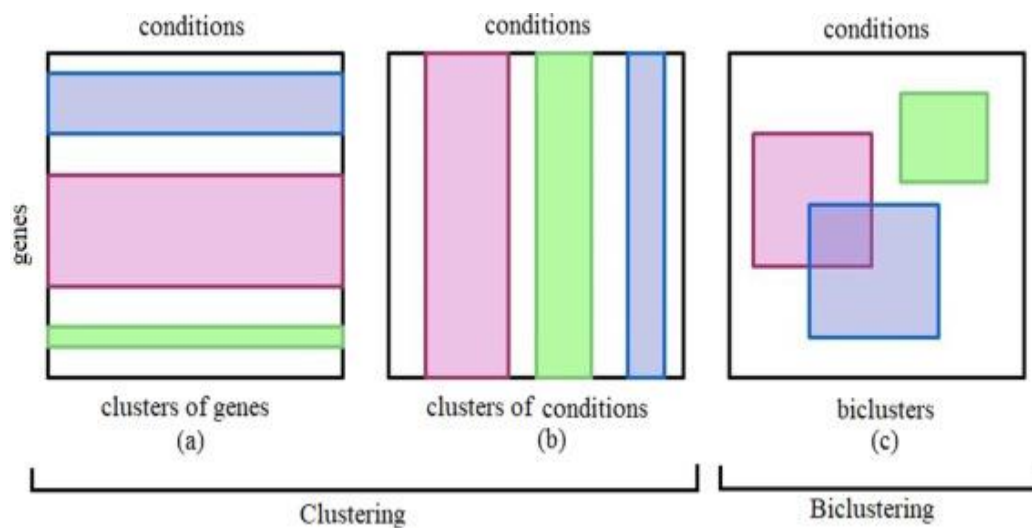 conditions
conditions
conditions
genes
clusters of genes
clusters of conditions
biclusters
(a)
(b)
(c)
Clustering
Biclustering